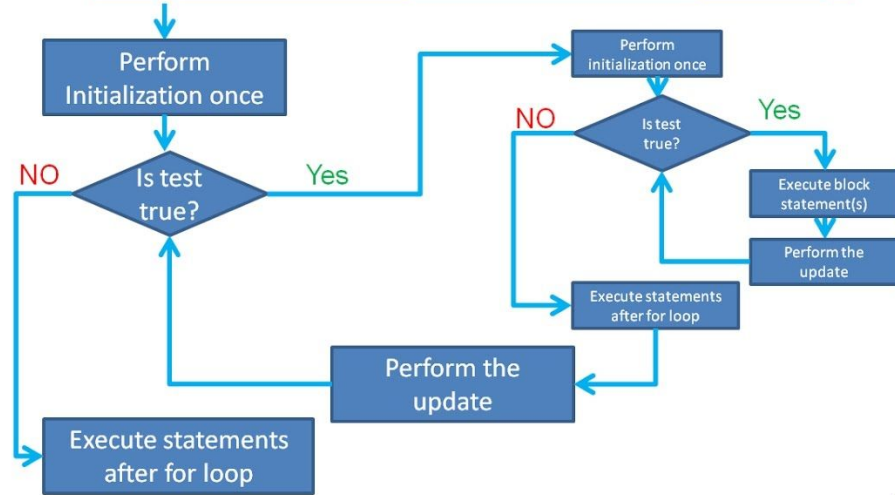 Perform
Initialization once
Is test
true?
NO
Yes
Perform
initialization once
Is test
true?
NO
Yes
Execute block
statement(s)
Perform the
update
Execute statements
after for loop
Perform the
update
Execute statements
after for loop